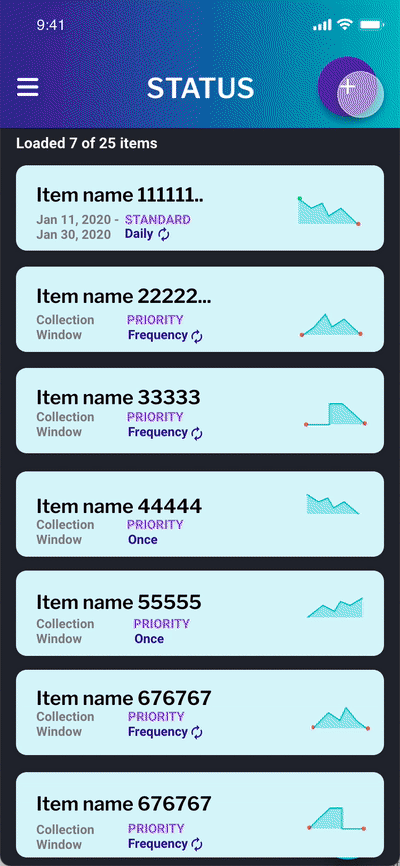 9:41
STATUS
+
Loaded 7 of 25 items
Item name 111111..
Jan 11, 2020 - STANDARD
Jan 30, 2020 Daily
Item name 22222...
Collection PRIORITY
Window Frequency
Item name 33333
Collection PRIORITY
Window Frequency
Item name 44444
Collection PRIORITY
Window Once
Item name 55555
Collection PRIORITY
Window Once
Item name 676767
Collection PRIORITY
Window Frequency
Item name 676767
Collection PRIORITY
Window Frequency